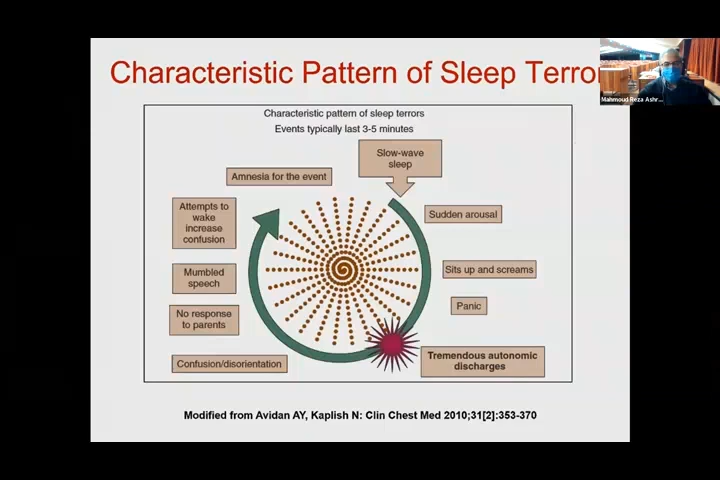 Characteristic Pattern of Sleep Terror
Mahmoud Reza Ashr...
Characteristic pattern of sleep terrors
Events typically last 3-5 minutes
Slow-wave
sleep
Sudden arousal
Sits up and screams
Panic
Tremendous autonomic
discharges
Confusion/disorientation
No response
to parents
Mumbled
speech
Attempts to
wake
increase
confusion
Amnesia for the event
Modified from Avidan AY, Kaplish N: Clin Chest Med 2010;31[2]:353-370